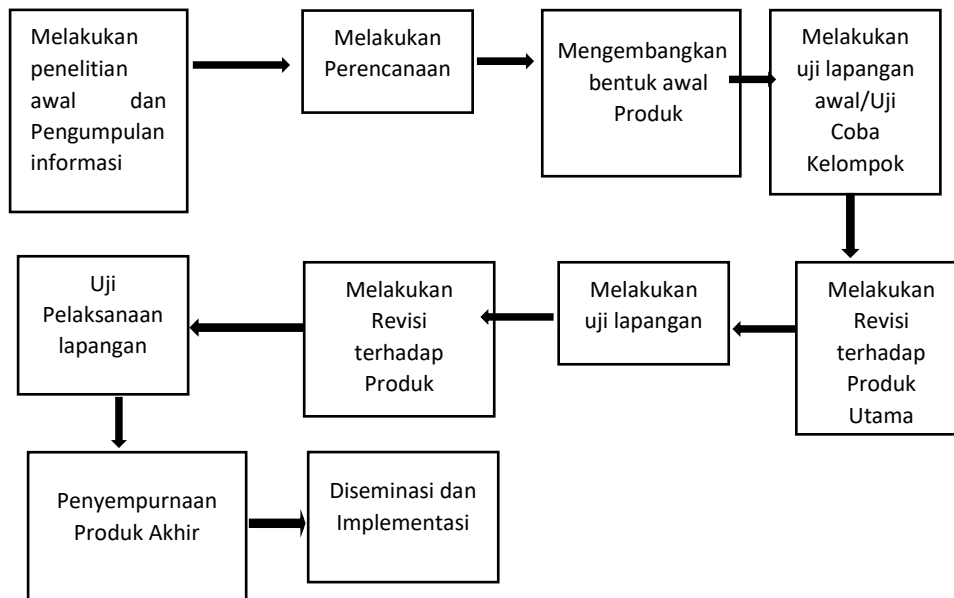 Melakukan
penelitian
awal dan
Pengumpulan
informasi
Melakukan
Perencanaan
Mengembangkan
bentuk awal
Produk
Melakukan
uji lapangan
awal/Uji
Coba
Kelompok
Melakukan
Revisi
terhadap
Produk
Utama
Melakukan
uji lapangan
Melakukan
Revisi
terhadap
Produk
Uji
Pelaksanaan
lapangan
Penyempurnaan
Produk Akhir
Diseminasi dan
Implementasi